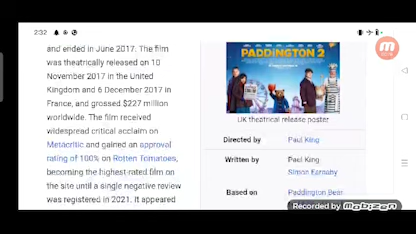 2:32
and ended in June 2017. The film
was theatrically released on 10
November 2017 in the United
Kingdom and 6 December 2017 in
France, and grossed $227 million
worldwide. The film received
widespread critical acclaim on
Metacritic and gained an approval
rating of 100% on Rotten Tomatoes,
becoming the highest-rated film on
the site until a single negative review
was registered in 2021. It appeared
PADDINGTON 2
UK theatrical release poster
Directed by Paul King
Written by Paul King
Simon Farnaby
Based on Paddington Bear
Recorded by mobizen